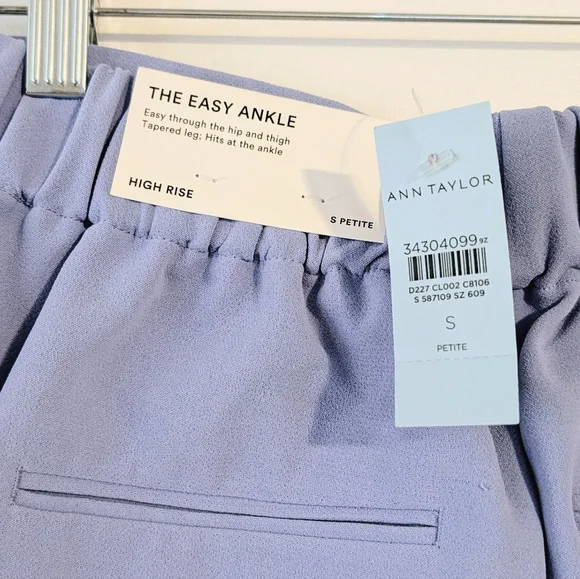 THE EASY ANKLE
Easy through the hip and thigh
Tapered leg; Hits at the ankle
HIGH RISE
S PETITE
ANN TAYLOR
34304099 9Z
D227 CL002 C8106
S 587109 SZ 609
S
PETITE